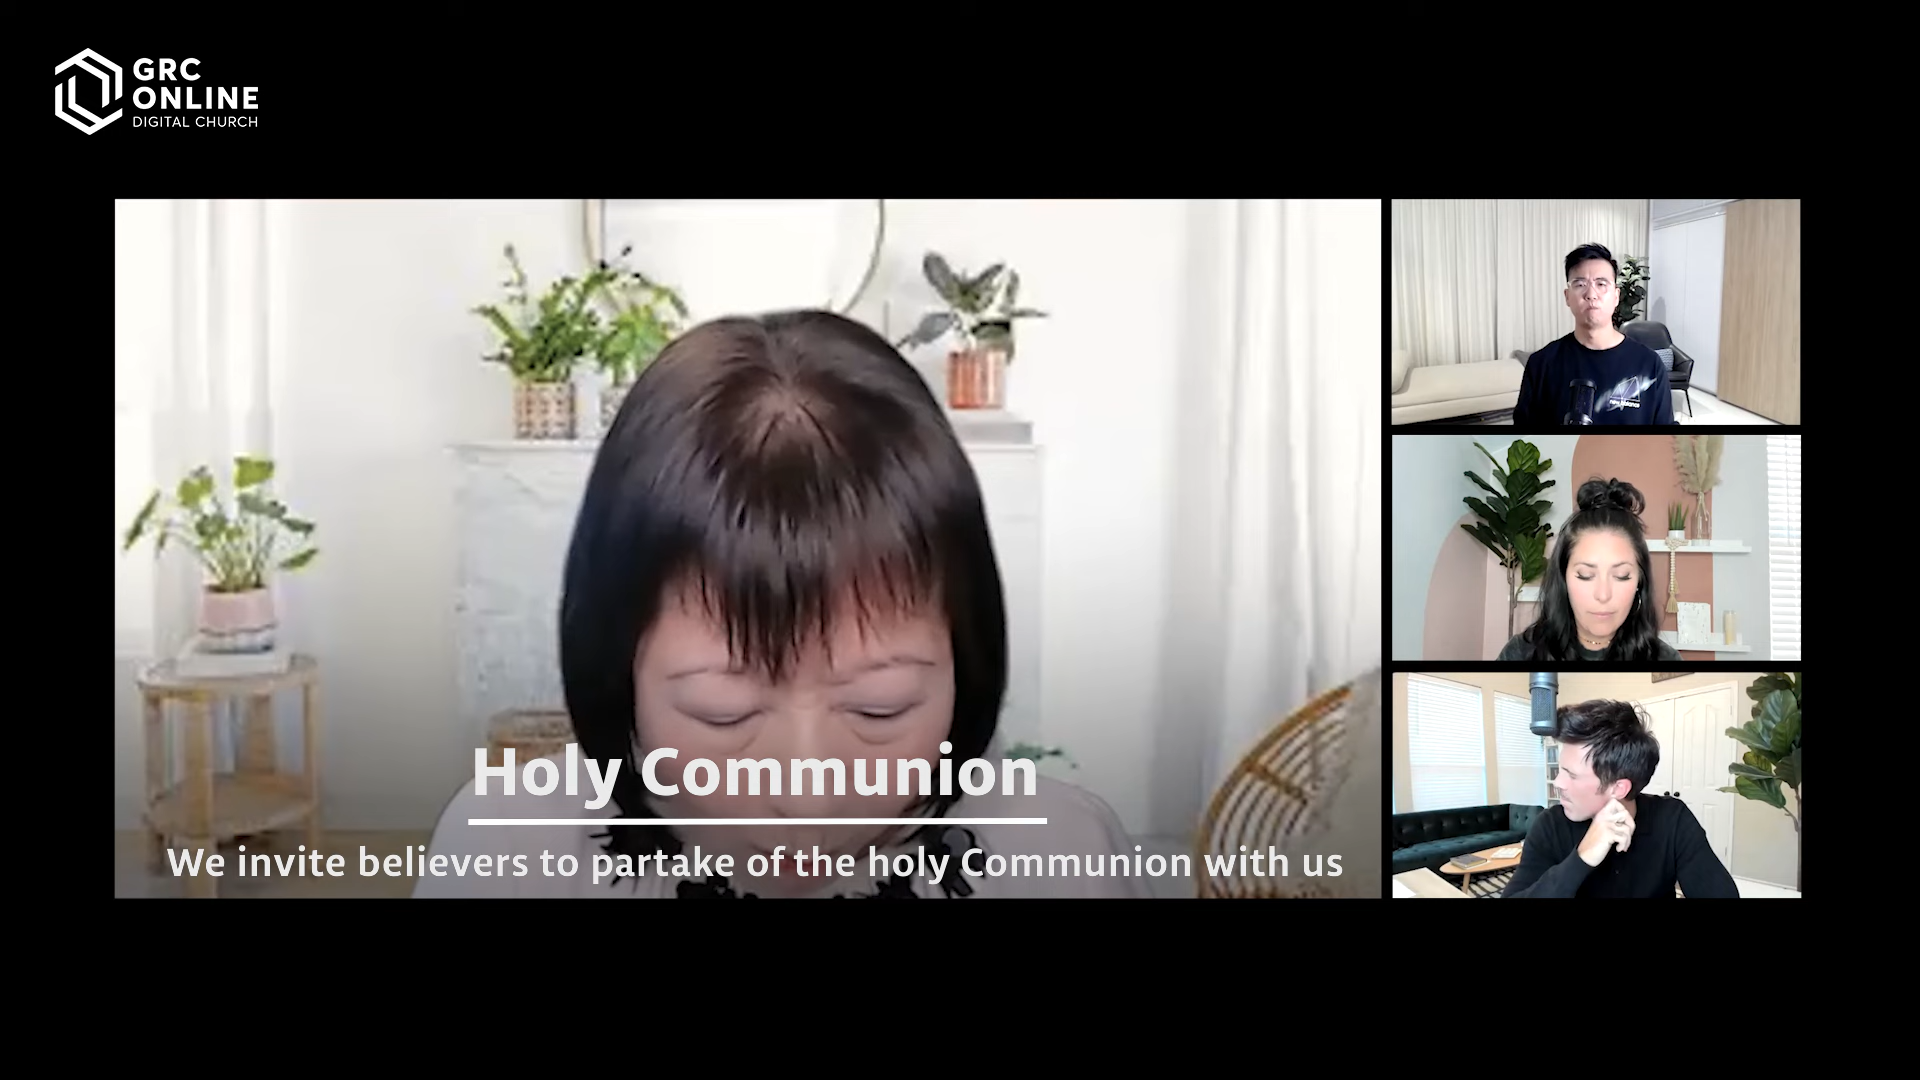 GRC
ONLINE
DIGITAL CHURCH
Holy Communion
We invite believers to partake of the holy Communion with us